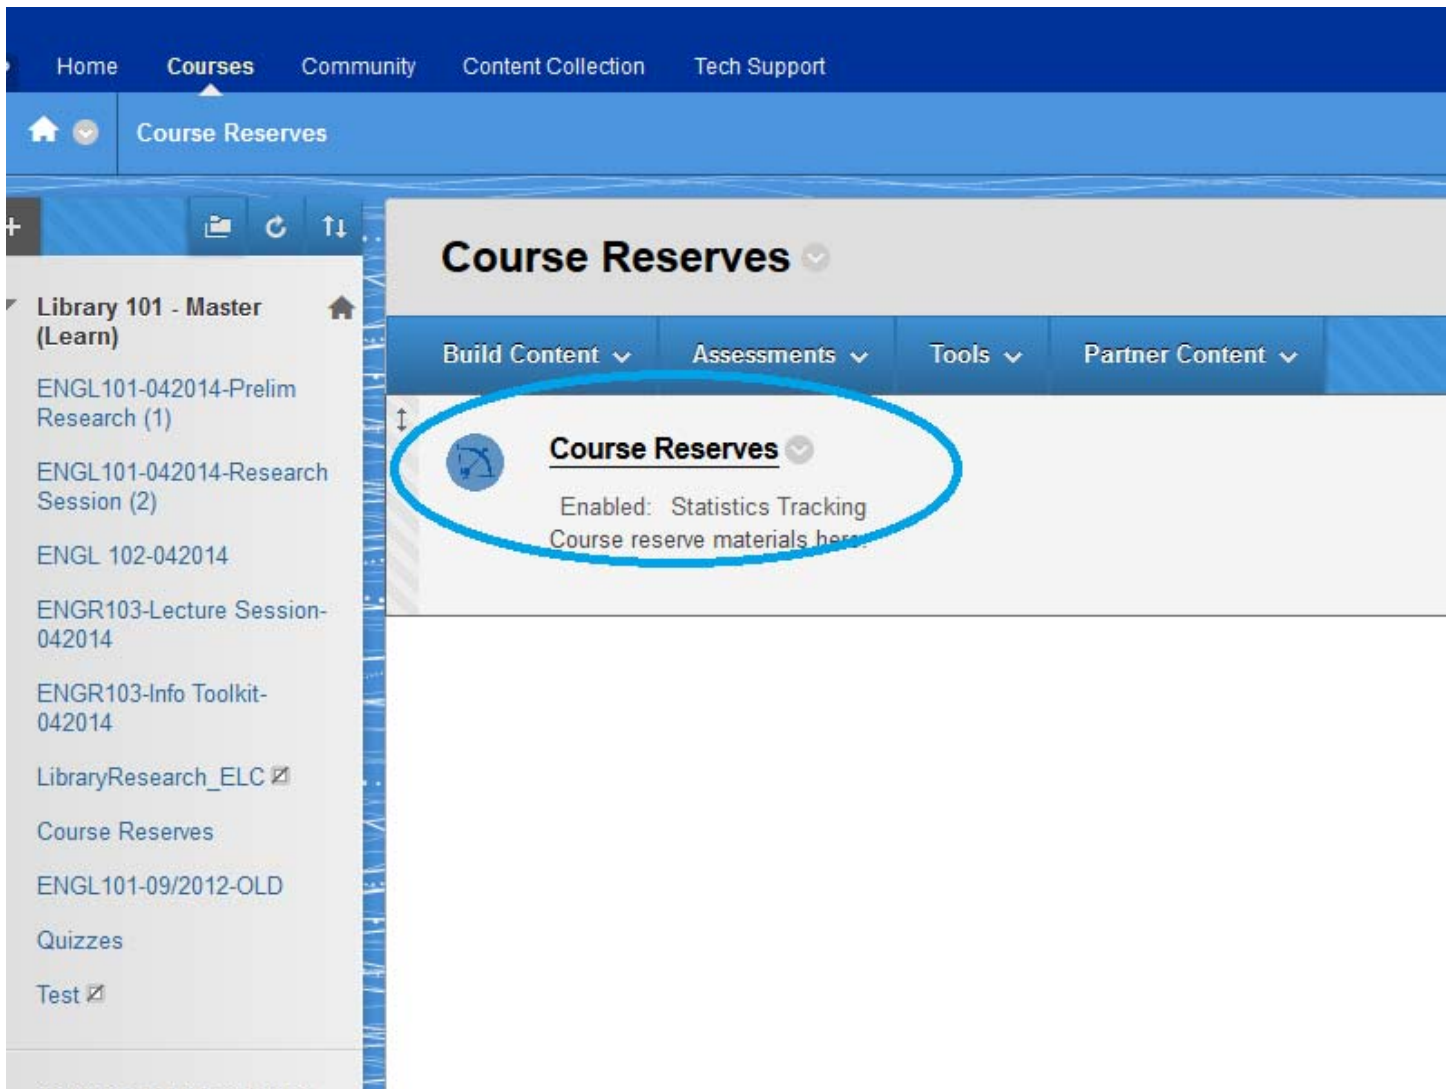 Home Courses Community Content Collection Tech Support
Course Reserves
Library 101 - Master
(Learn)
ENGL101-042014-Prelim
Research (1)
ENGL101-042014-Research
Session (2)
ENGL 102-042014
ENGR103-Lecture Session-
042014
ENGR103-Info Toolkit-
042014
LibraryResearch_ELC
Course Reserves
ENGL101-09/2012-OLD
Quizzes
Test
Course Reserves
Build Content Assessments Tools Partner Content
Course Reserves
Enabled: Statistics Tracking
Course reserve materials here.